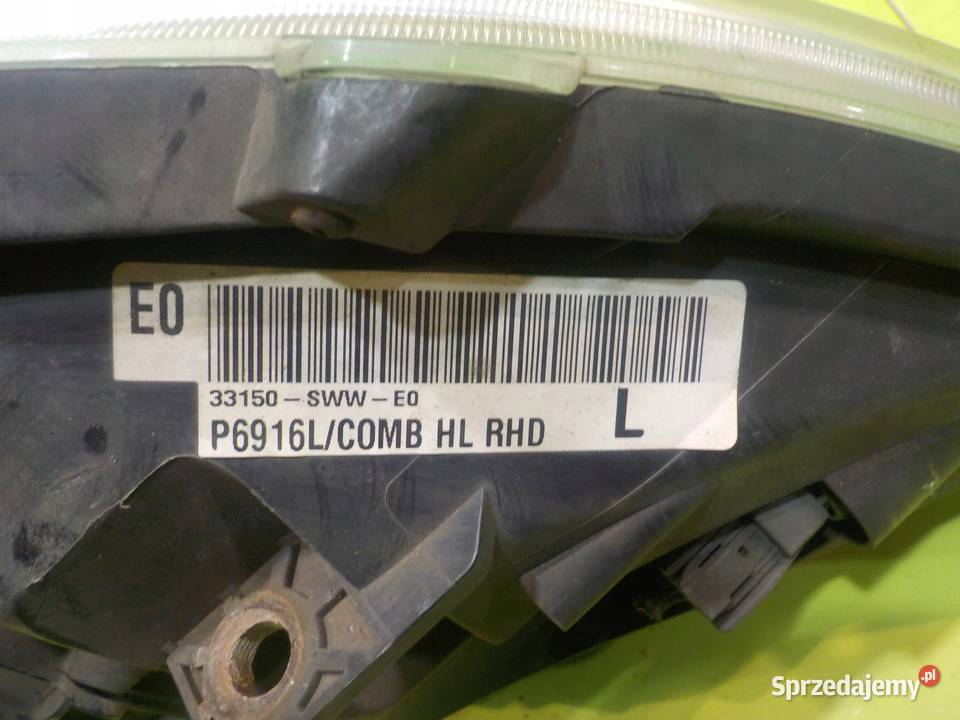 E0
33150-SWW-E0
P6916L/COMB HL RHD L
Sprzedajemy.pl